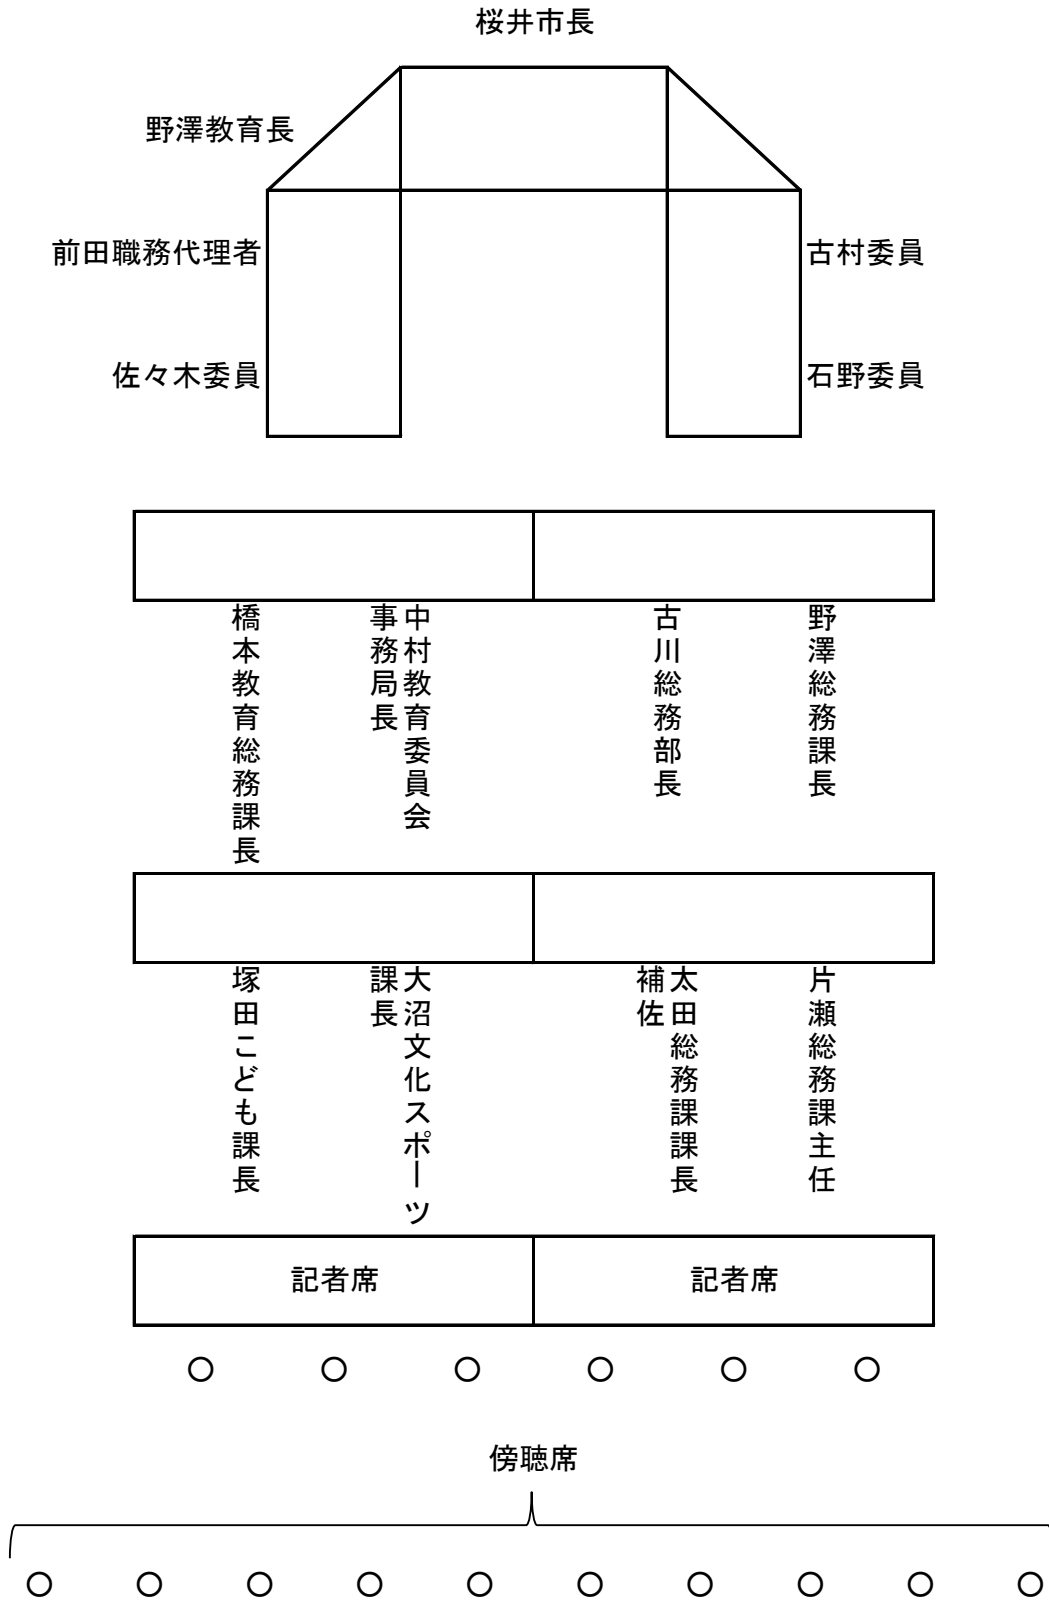 桜井市長
野澤教育長
前田職務代理者
古村委員
佐々木委員
石野委員
橋本教育総務課長
中村教育委員会
事務局長
古川総務部長
野澤総務課長
塚田こども課長
大沼文化スポーツ
課長
太田総務課課長
補佐
片瀬総務課主任
記者席
記者席
傍聴席